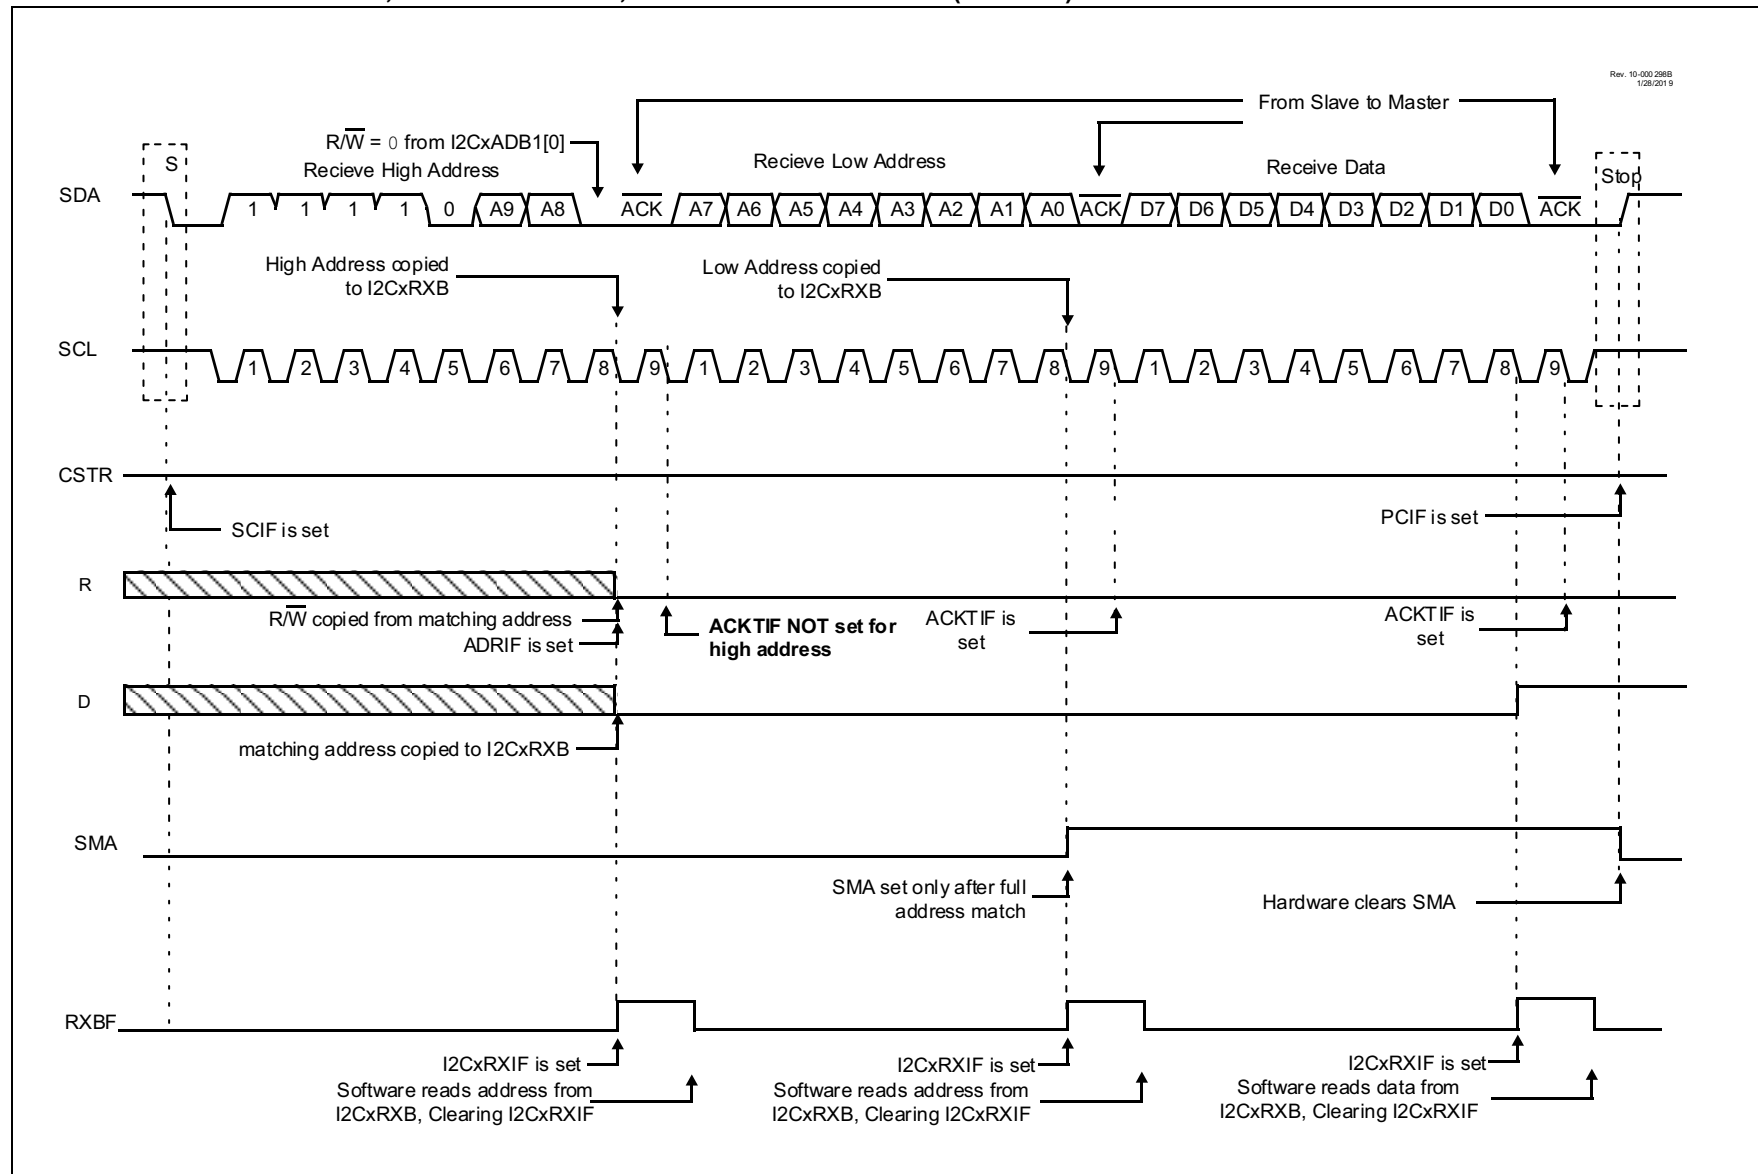 Rev. 10-000 298B
1/28/201 9
From Slave to Master
R/W = 0 from I2CxADB1[0]
Recieve High Address
Recieve Low Address
Receive Data
S
Stop
SDA
1 1 1 1 0 A9 A8 ACK A7 A6 A5 A4 A3 A2 A1 A0 ACK D7 D6 D5 D4 D3 D2 D1 D0 ACK
High Address copied
to I2CxRXB
Low Address copied
to I2CxRXB
SCL
1 2 3 4 5 6 7 8 9 1 2 3 4 5 6 7 8 9 1 2 3 4 5 6 7 8 9
CSTR
SCIF is set
PCIF is set
R
R/W copied from matching address
ADRIF is set
ACKTIF NOT set for
high address
ACKTIF is
set
ACKTIF is
set
D
matching address copied to I2CxRXB
SMA
SMA set only after full
address match
Hardware clears SMA
RXBF
I2CxRXIF is set
Software reads address from
I2CxRXB, Clearing I2CxRXIF
I2CxRXIF is set
Software reads address from
I2CxRXB, Clearing I2CxRXIF
I2CxRXIF is set
Software reads data from
I2CxRXB, Clearing I2CxRXIF